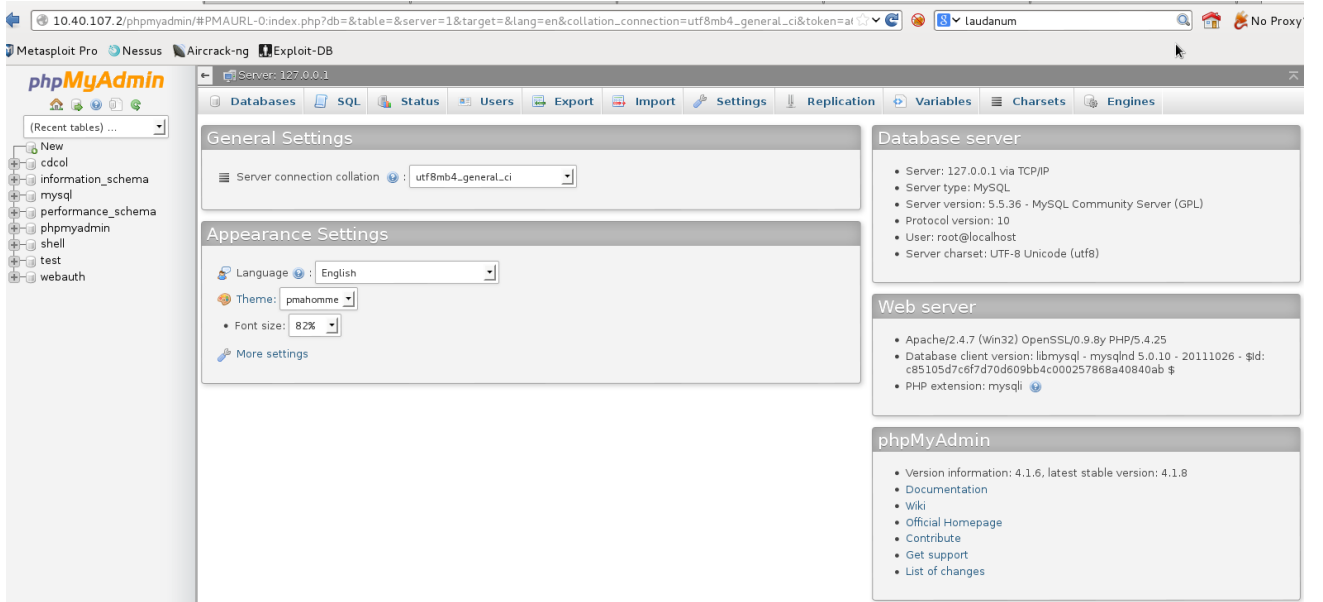 10.40.107.2/phpmyadmin/#PMAURL-0:index.php?db=&table=&server=1&target=&lang=en&collation_connection=utf8mb4_general_ci&token=a
laudanum
No Proxy
Metasploit Pro Nessus Aircrack-ng Exploit-DB
phpMyAdmin
(Recent tables) ...
New
cdcol
information_schema
mysql
performance_schema
phpmyadmin
shell
test
webauth
Server: 127.0.0.1
Databases SQL Status Users Export Import Settings Replication Variables Charsets Engines
General Settings
Server connection collation : utf8mb4_general_ci
Appearance Settings
Language : English
Theme: pmahomme
• Font size: 82%
More settings
Database server
• Server: 127.0.0.1 via TCP/IP
• Server type: MySQL
• Server version: 5.5.36 - MySQL Community Server (GPL)
• Protocol version: 10
• User: root@localhost
• Server charset: UTF-8 Unicode (utf8)
Web server
• Apache/2.4.7 (Win32) OpenSSL/0.9.8y PHP/5.4.25
• Database client version: libmysql - mysqlnd 5.0.10 - 20111026 - $Id:
c85105d7c6f7d70d609bb4c000257868a40840ab $
• PHP extension: mysqli
phpMyAdmin
• Version information: 4.1.6, latest stable version: 4.1.8
• Documentation
• Wiki
• Official Homepage
• Contribute
• Get support
• List of changes